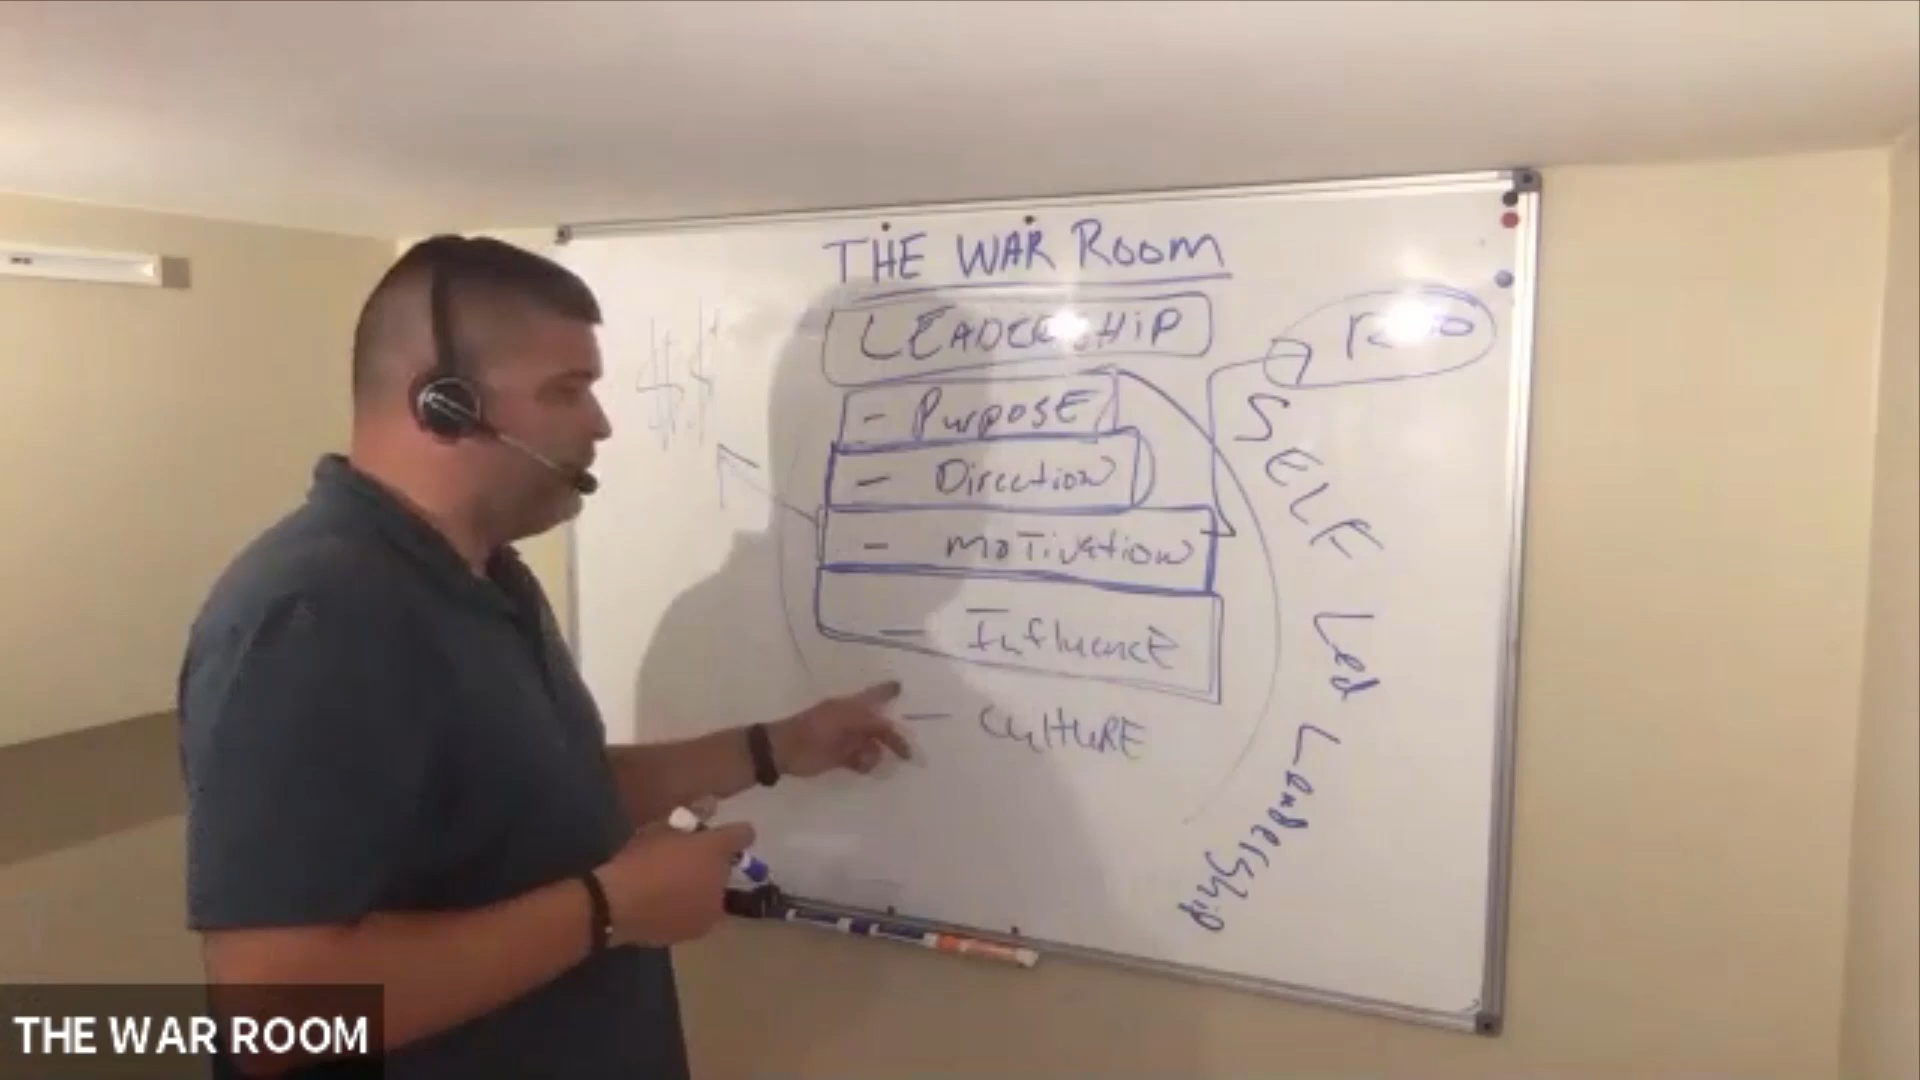 THE WAR ROOM
LEADERSHIP
$$
- PURPOSE
- Direction
- MOTivation
- InfluencE
- CultuRE
SELF Led Leadership
THE WAR ROOM